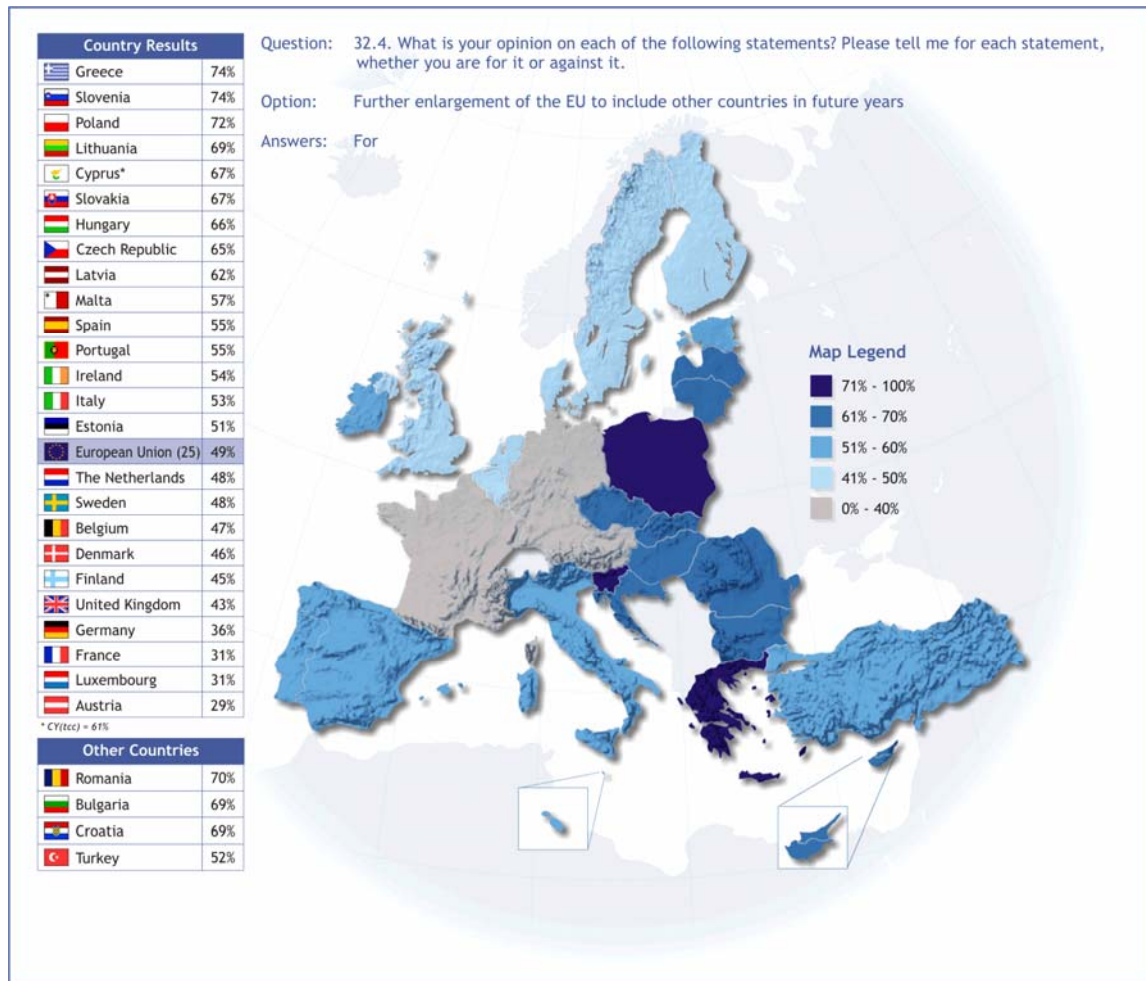 Country Results
Greece 74%
Slovenia 74%
Poland 72%
Lithuania 69%
Cyprus* 67%
Slovakia 67%
Hungary 66%
Czech Republic 65%
Latvia 62%
Malta 57%
Spain 55%
Portugal 55%
Ireland 54%
Italy 53%
Estonia 51%
European Union (25) 49%
The Netherlands 48%
Sweden 48%
Belgium 47%
Denmark 46%
Finland 45%
United Kingdom 43%
Germany 36%
France 31%
Luxembourg 31%
Austria 29%
* CY(tcc) = 61%
Other Countries
Romania 70%
Bulgaria 69%
Croatia 69%
Turkey 52%
Question: 32.4. What is your opinion on each of the following statements? Please tell me for each statement,
whether you are for it or against it.
Option: Further enlargement of the EU to include other countries in future years
Answers: For
Map Legend
71% - 100%
61% - 70%
51% - 60%
41% - 50%
0% - 40%